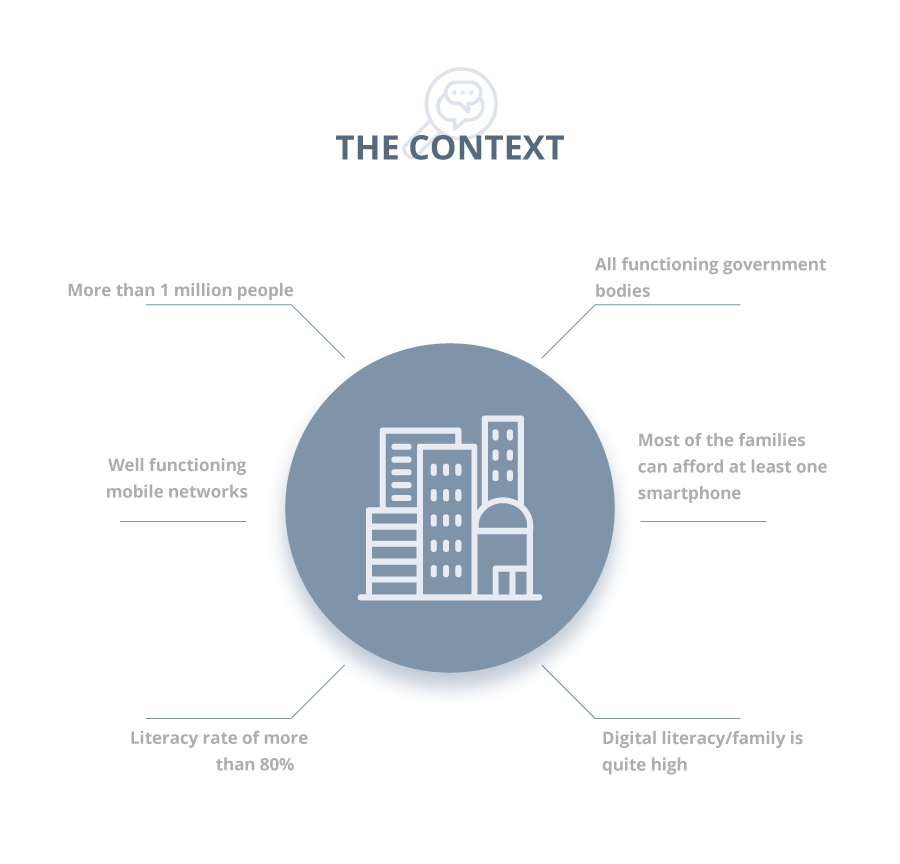 THE CONTEXT
More than 1 million people
All functioning government
bodies
Well functioning
mobile networks
Most of the families
can afford at least one
smartphone
Literacy rate of more
than 80%
Digital literacy/family is
quite high